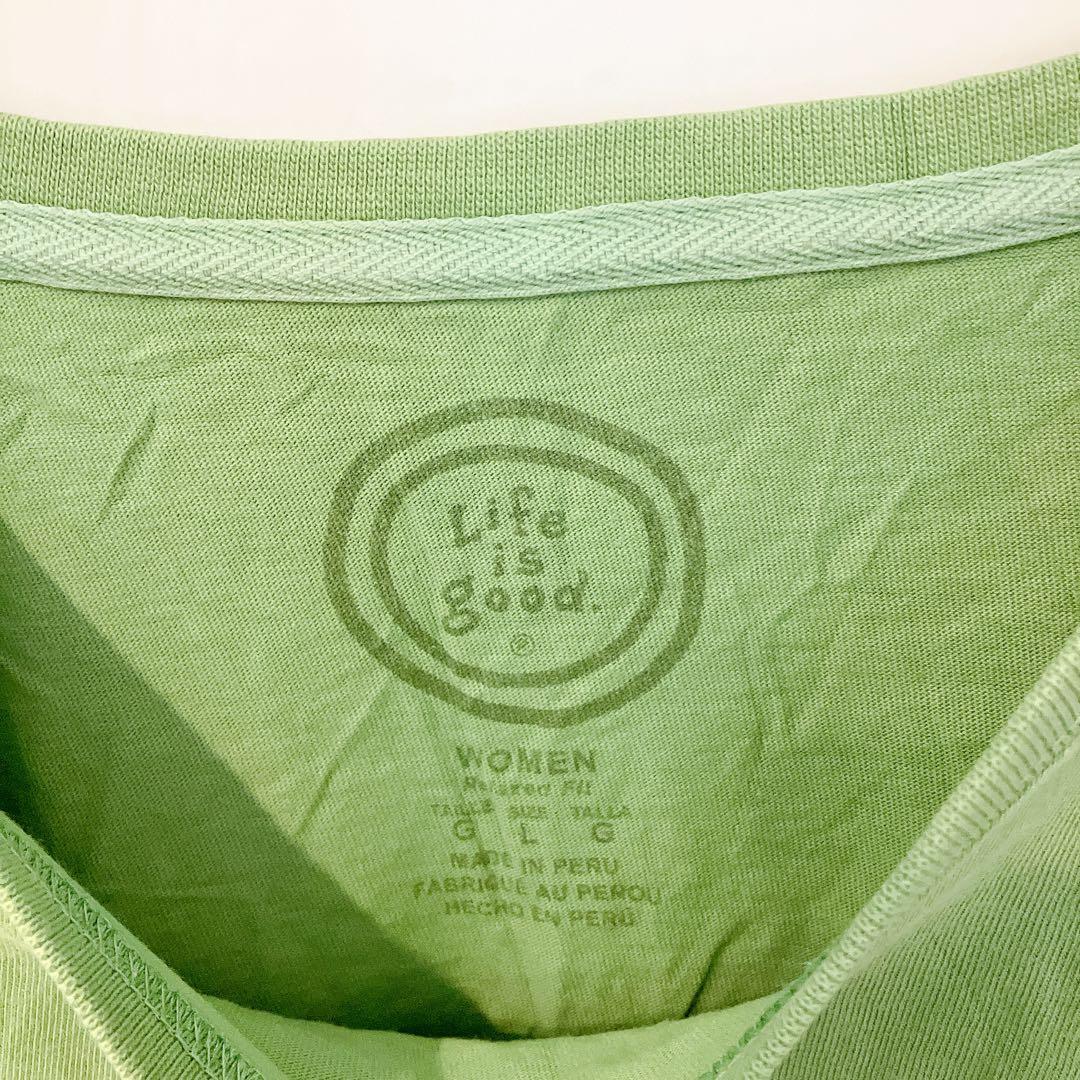 Life
is
good.
®
WOMEN
Relaxed Fit
TAILLE SIZE TALLA
G L G
MADE IN PERU
FABRIQUE AU PEROU
HECHO EN PERU